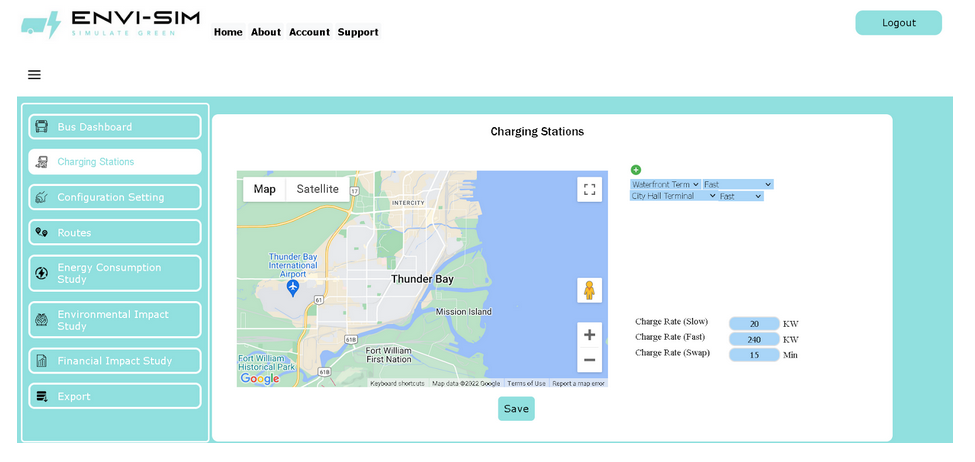 ENVI-SIM
SIMULATE GREEN
Home About Account Support
Logout
Bus Dashboard
Charging Stations
Configuration Setting
Routes
Energy Consumption
Study
Environmental Impact
Study
Financial Impact Study
Export
Charging Stations
Map Satellite
17
INTERCITY
Thunder Bay
International
Airport
Thunder Bay
61
Mission Island
61B
Fort William
First Nation
Fort William
Historical Park
61B
Google
Keyboard shortcuts Map data ©2022 Google Terms of Use Report a map error
Waterfront Term Fast
City Hall Terminal Fast
Charge Rate (Slow) 20 KW
Charge Rate (Fast) 240 KW
Charge Rate (Swap) 15 Min
Save